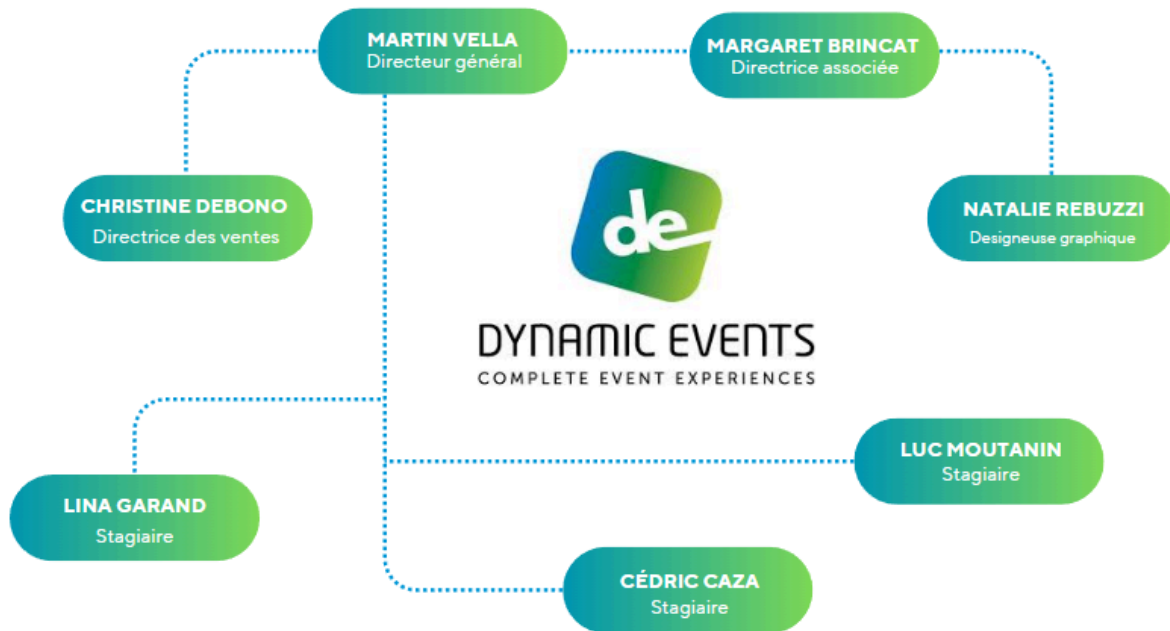 MARTIN VELLA
Directeur général
MARGARET BRINCAT
Directrice associée
CHRISTINE DEBONO
Directrice des ventes
NATALIE REBUZZI
Designeuse graphique
de
DYNAMIC EVENTS
COMPLETE EVENT EXPERIENCES
LUC MOUTANIN
Stagiaire
LINA GARAND
Stagiaire
CÉDRIC CAZA
Stagiaire